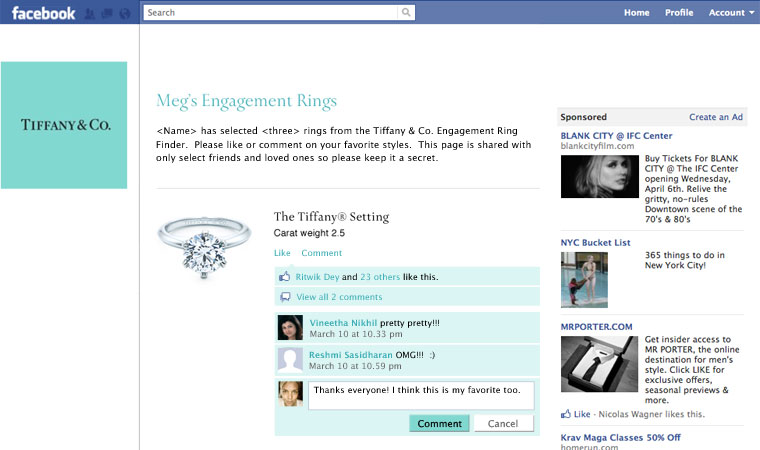 facebook
Search
Home Profile Account
TIFFANY & CO.
Meg's Engagement Rings
<Name> has selected <three> rings from the Tiffany & Co. Engagement Ring
Finder. Please like or comment on your favorite styles. This page is shared with
only select friends and loved ones so please keep it a secret.
The Tiffany® Setting
Carat weight 2.5
Like Comment
Ritwik Dey and 23 others like this.
View all 2 comments
Vineetha Nikhil pretty pretty!!!
March 10 at 10.33 pm
Reshmi Sasidharan OMG!!! :)
March 10 at 10.59 pm
Thanks everyone! I think this is my favorite too.
Comment Cancel
Sponsored Create an Ad
BLANK CITY @ IFC Center
blankcityfilm.com
Buy Tickets For BLANK
CITY @ The IFC Center
opening Wednesday,
April 6th. Relive the
gritty, no-rules
Downtown scene of the
70's & 80's
NYC Bucket List
365 things to do in
New York City!
MRPORTER.COM
Get insider access to
MR PORTER, the online
destination for men's
style. Click LIKE for
exclusive offers,
seasonal previews &
more.
Like · Nicolas Wagner likes this.
Krav Maga Classes 50% Off
homerun.com